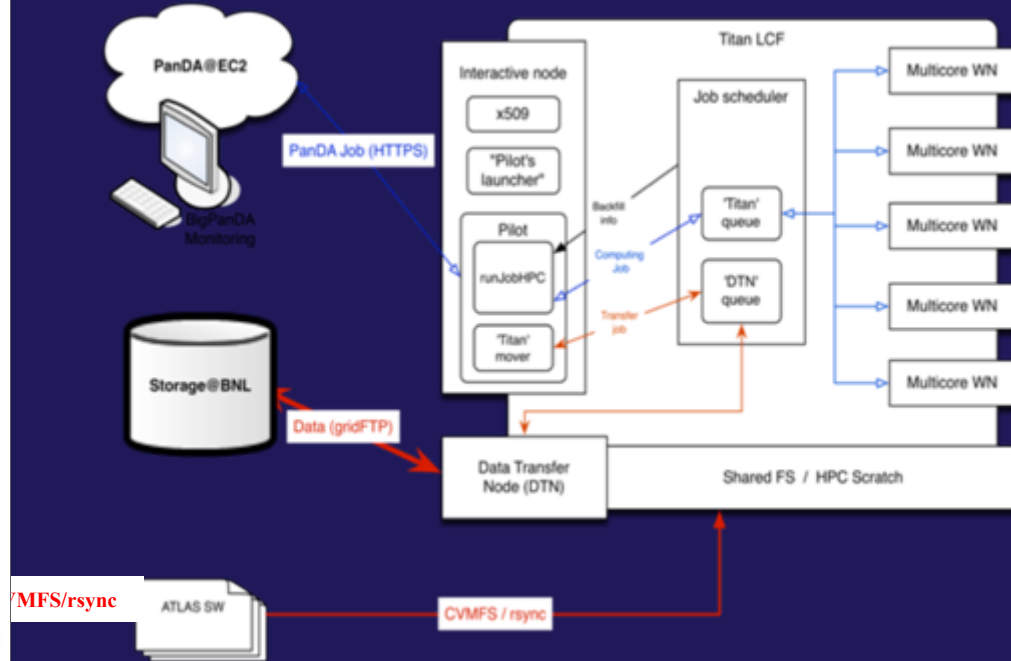 PanDA@EC2
BigPanDA
Monitoring
PanDA Job (HTTPS)
Storage@BNL
Data (gridFTP)
Titan LCF
Interactive node
x509
"Pilot's
launcher"
Pilot
runJobHPC
'Titan'
mover
Backfill
info
Computing
Job
Transfer
job
Job scheduler
'Titan'
queue
'DTN'
queue
Multicore WN
Multicore WN
Multicore WN
Multicore WN
Multicore WN
Data Transfer
Node (DTN)
Shared FS / HPC Scratch
VMFS/rsync
ATLAS SW
CVMFS / rsync